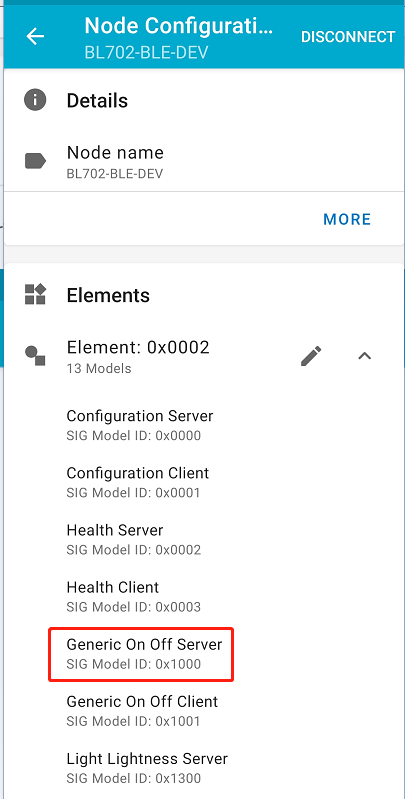 Node Configurati...
BL702-BLE-DEV
DISCONNECT
Details
Node name
BL702-BLE-DEV
MORE
Elements
Element: 0x0002
13 Models
Configuration Server
SIG Model ID: 0x0000
Configuration Client
SIG Model ID: 0x0001
Health Server
SIG Model ID: 0x0002
Health Client
SIG Model ID: 0x0003
Generic On Off Server
SIG Model ID: 0x1000
Generic On Off Client
SIG Model ID: 0x1001
Light Lightness Server
SIG Model ID: 0x1300